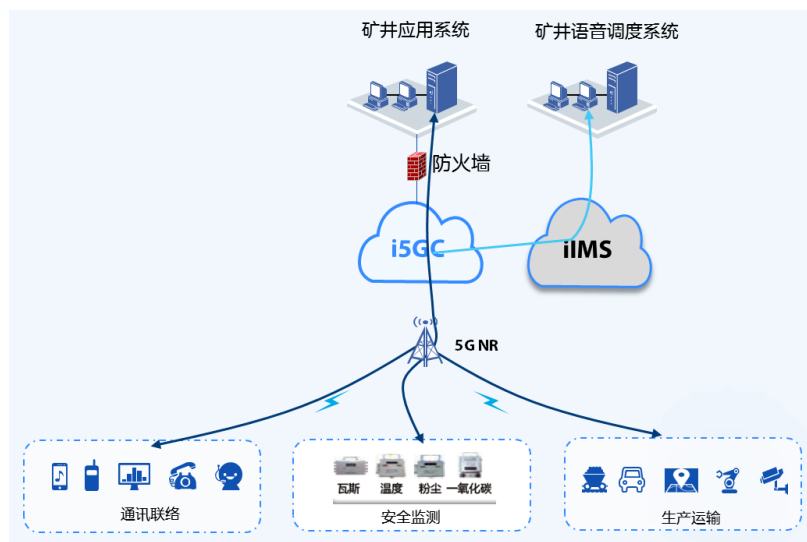 矿井应用系统
矿井语音调度系统
防火墙
i5GC
iIMS
5G NR
瓦斯 温度 粉尘 一氧化碳
通讯联络
安全监测
生产运输